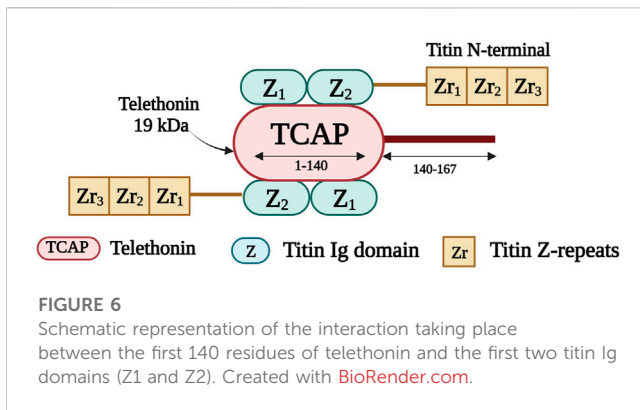 Titin N-terminal
Z1 Z2 Zr1 Zr2 Zr3
Telethonin
19 kDa
TCAP
1-140
140-167
Zr3 Zr2 Zr1 Z2 Z1
TCAP Telethonin Z Titin Ig domain Zr Titin Z-repeats
FIGURE 6
Schematic representation of the interaction taking place
between the first 140 residues of telethonin and the first two titin Ig
domains (Z1 and Z2). Created with BioRender.com.